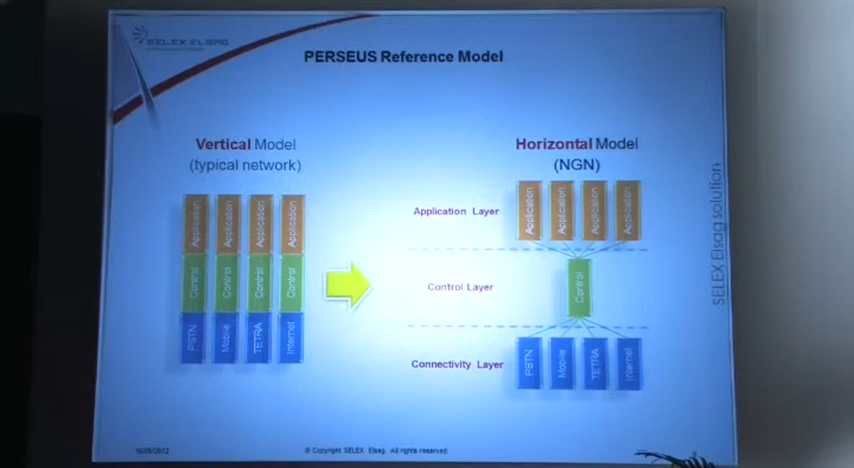 SELEX ELSAG
PERSEUS Reference Model
Vertical Model
(typical network)
Application Application Application Application
Control Control Control Control
PSTN Mobile TETRA Internet
Horizontal Model
(NGN)
Application Layer
Application Application Application Application
Control Layer
Control
Connectivity Layer
PSTN Mobile TETRA Internet
SELEX Elsag solution
© Copyright SELEX Elsag. All rights reserved